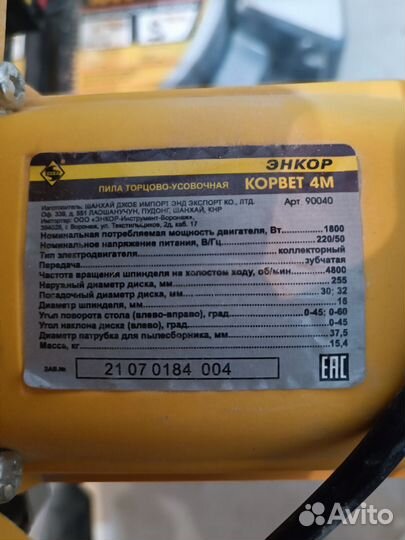 ЭНКОР
ПИЛА ТОРЦОВО-УСОВОЧНАЯ КОРВЕТ 4М
Изготовитель: ШАНХАЙ ДЖОЕ ИМПОРТ ЭНД ЭКСПОРТ КО., ЛТД. Арт 90040
Оф. 339, д. 551 ЛАОШАНУЧУН, ПУДОНГ, ШАНХАЙ, КНР
Импортер: ООО «ЭНКОР-Инструмент-Воронеж»
394026, г. Воронеж, ул. Текстильщиков, 2д, каб. 17
Номинальная потребляемая мощность двигателя, Вт 1800
Номинальное напряжение питания, В/Гц 220/50
Тип электродвигателя коллекторный
Передача зубчатая
Частота вращения шпинделя на холостом ходу, об/мин 4800
Наружный диаметр диска, мм 255
Посадочный диаметр диска, мм 30; 32
Диаметр шпинделя, мм 16
Угол поворота стола (влево-вправо), град 0-45; 0-60
Угол наклона диска (влево), град 0-45
Диаметр патрубка для пылесборника, мм 37,5
Масса, кг 15,4
ЗАВ.№ 21 07 0184 004
EAC
Avito